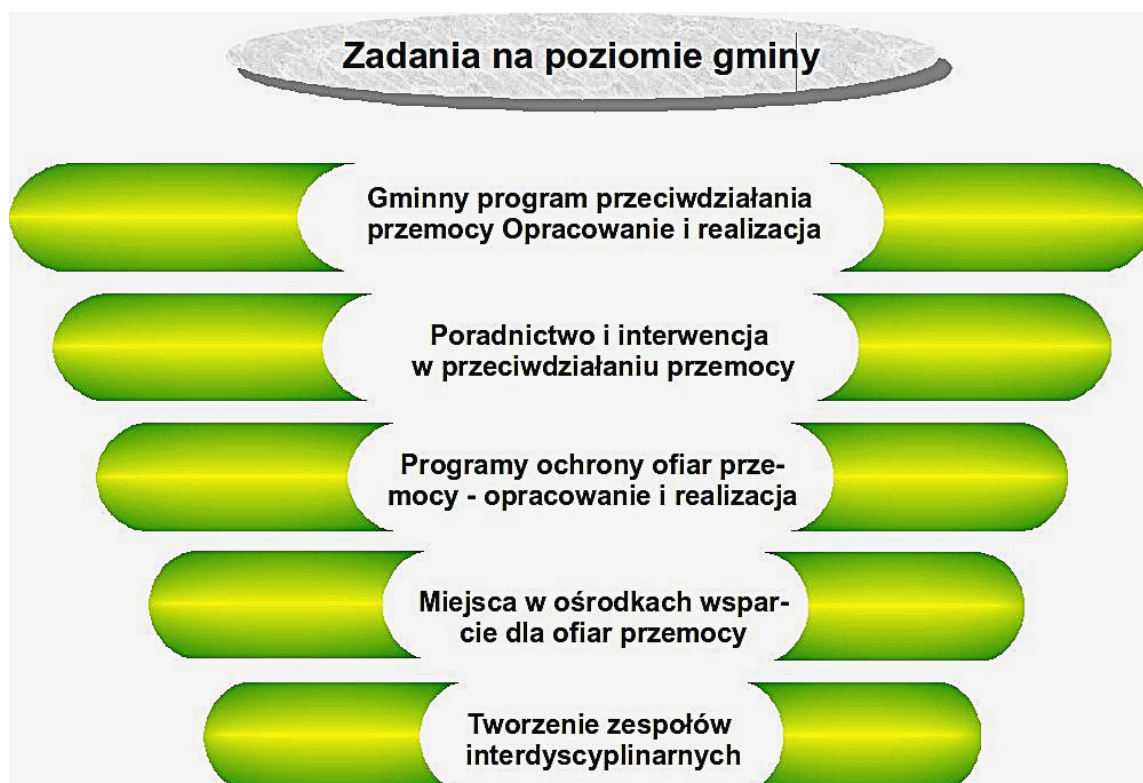 Zadania na poziomie gminy
Gminny program przeciwdziałania
przemocy Opracowanie i realizacja
Poradnictwo i interwencja
w przeciwdziałaniu przemocy
Programy ochrony ofiar prze-
mocy - opracowanie i realizacja
Miejsca w ośrodkach wspar-
cie dla ofiar przemocy
Tworzenie zespołów
interdyscyplinarnych